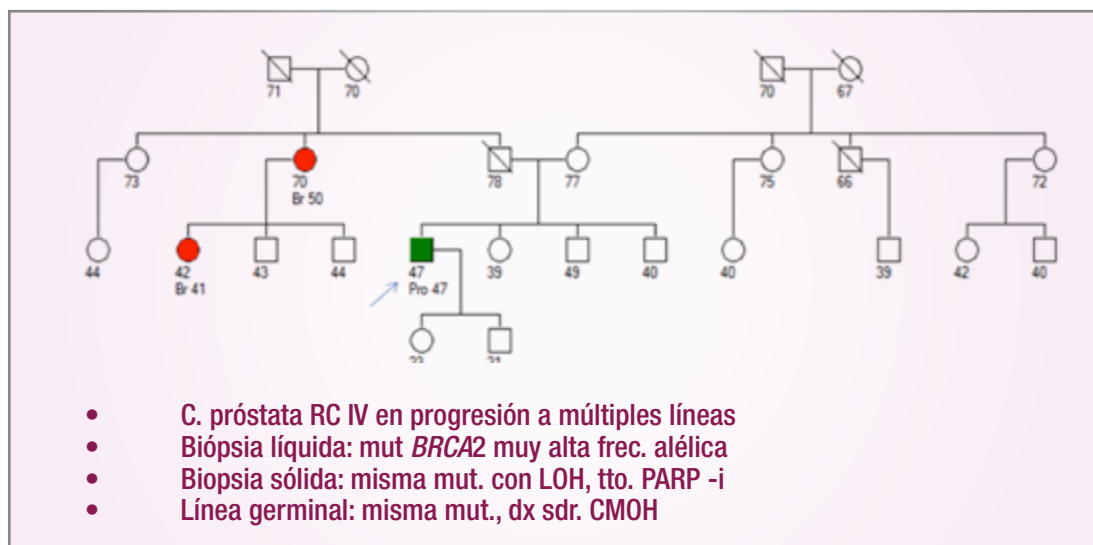 71 70 70 67
73 70 78 77 75 66 72
Br 50
44 42 43 44 47 39 49 40 40 39 42 40
Br 41 Pro 47
• C. próstata RC IV en progresión a múltiples líneas
• Biópsia líquida: mut BRCA2 muy alta frec. alélica
• Biopsia sólida: misma mut. con LOH, tto. PARP -i
• Línea germinal: misma mut., dx sdr. CMOH